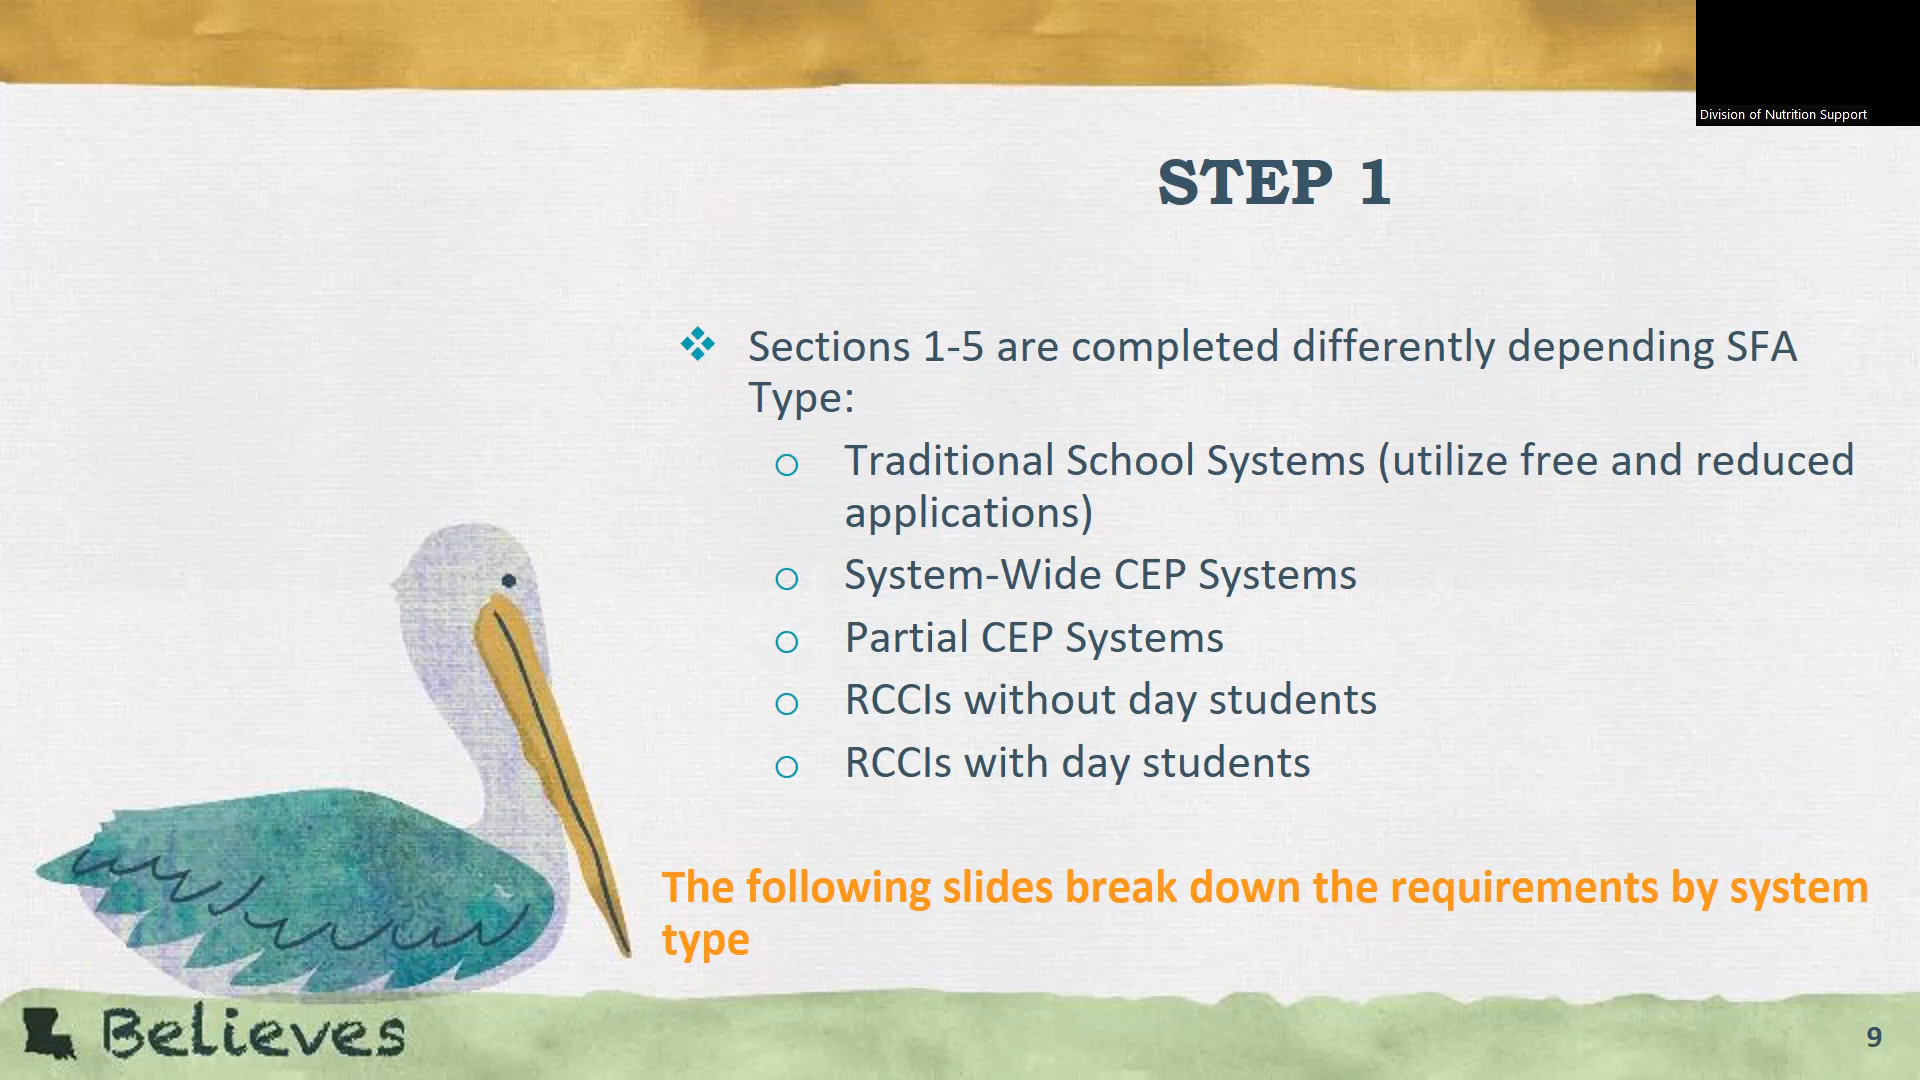 Division of Nutrition Support
STEP 1
Sections 1-5 are completed differently depending SFA
Type:
Traditional School Systems (utilize free and reduced
applications)
System-Wide CEP Systems
Partial CEP Systems
RCCIs without day students
RCCIs with day students
The following slides break down the requirements by system
type
Believes
9